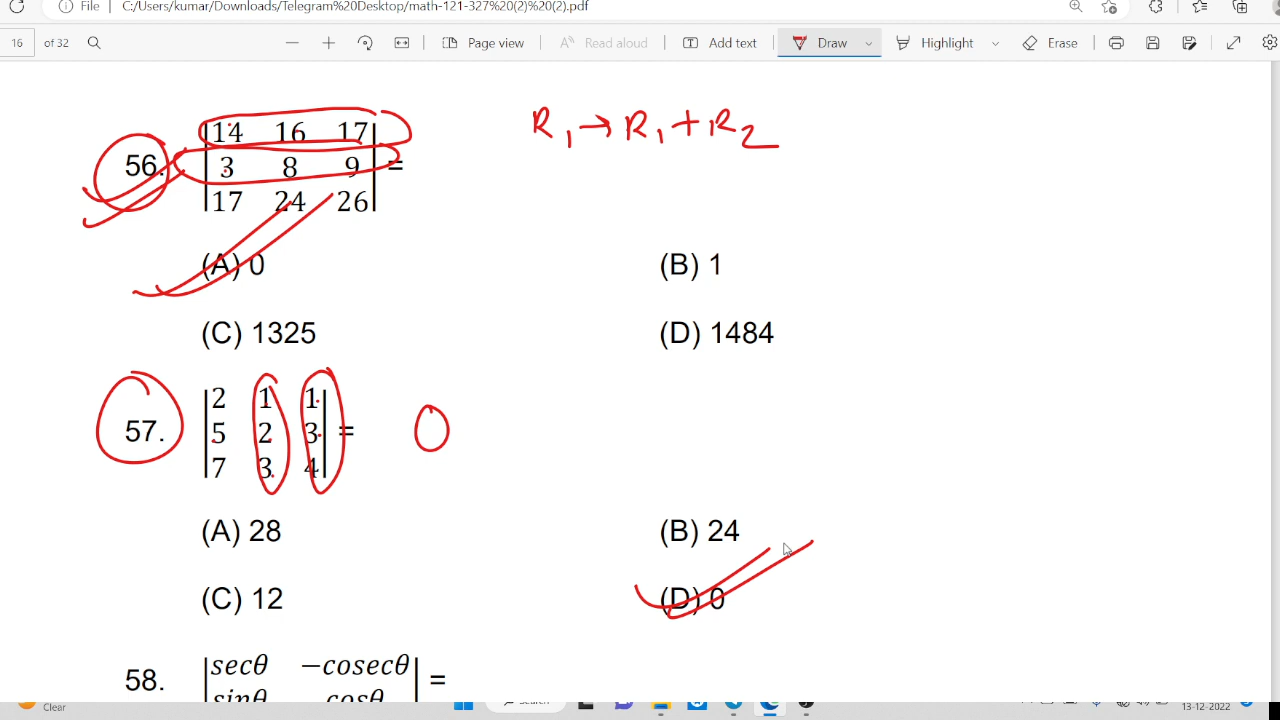 File C:/Users/kumar/Downloads/Telegram%20Desktop/math-121-327%20(2)%20(2).pdf
16 of 32 Page view Read aloud Add text Draw Highlight Erase
R₁→R₁+R₂
|14 16 17|
56. |3 8 9| =
|17 24 26|
(A) 0 (B) 1
(C) 1325 (D) 1484
|2 1 1|
57. |5 2 3| = 0
|7 3 4|
(A) 28 (B) 24
(C) 12 (D) 0
58. |secθ −cosecθ| =
|sinθ cosθ|
Clear 13-12-2022